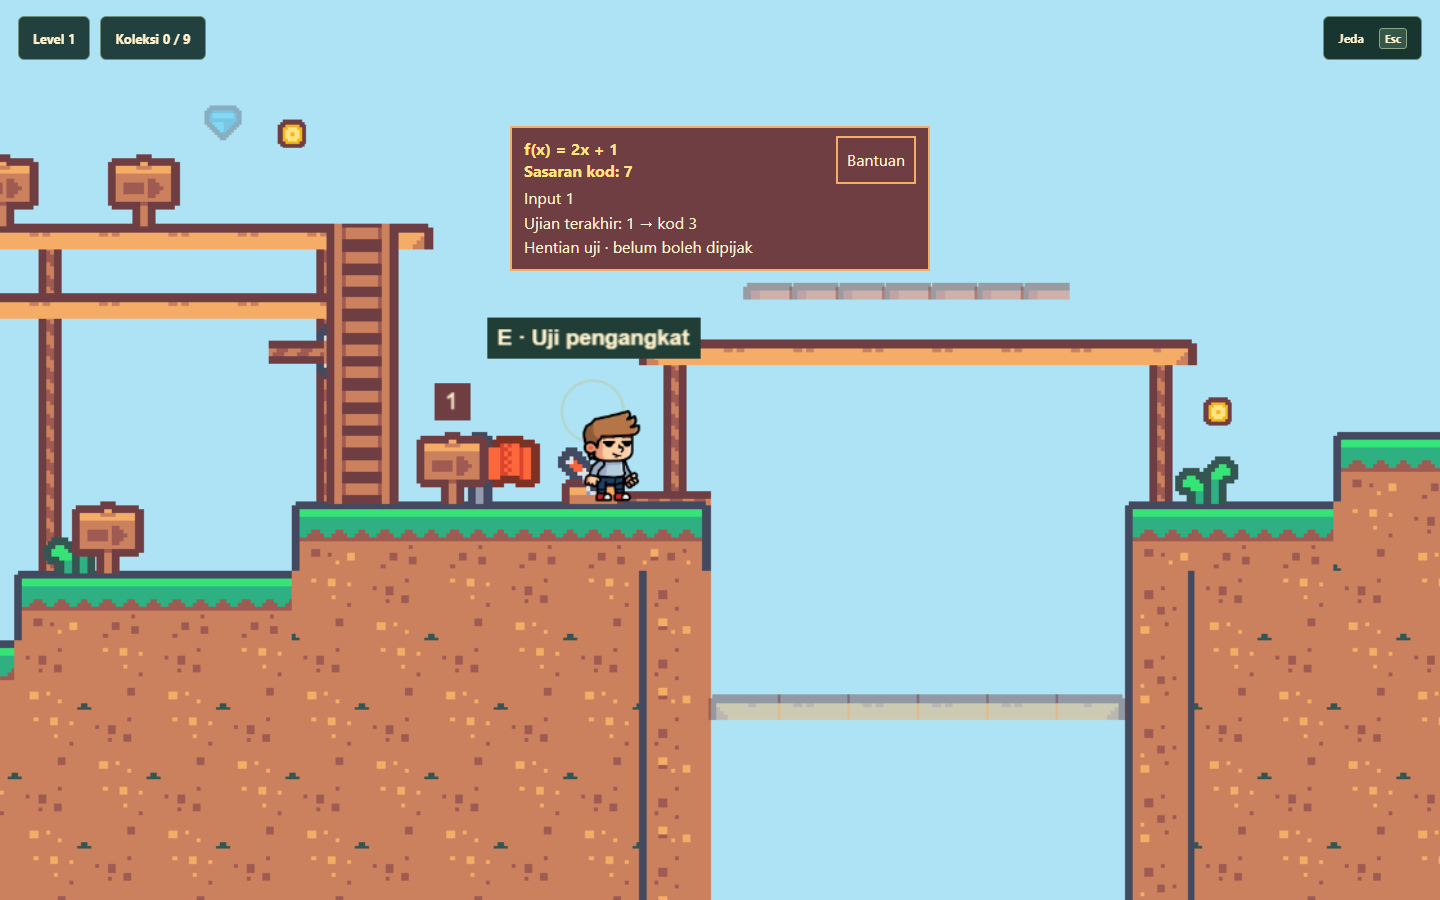 Level 1
Koleksi 0 / 9
Jeda Esc
f(x) = 2x + 1
Sasaran kod: 7
Bantuan
Input 1
Ujian terakhir: 1 → kod 3
Hentian uji · belum boleh dipijak
E · Uji pengangkat
1